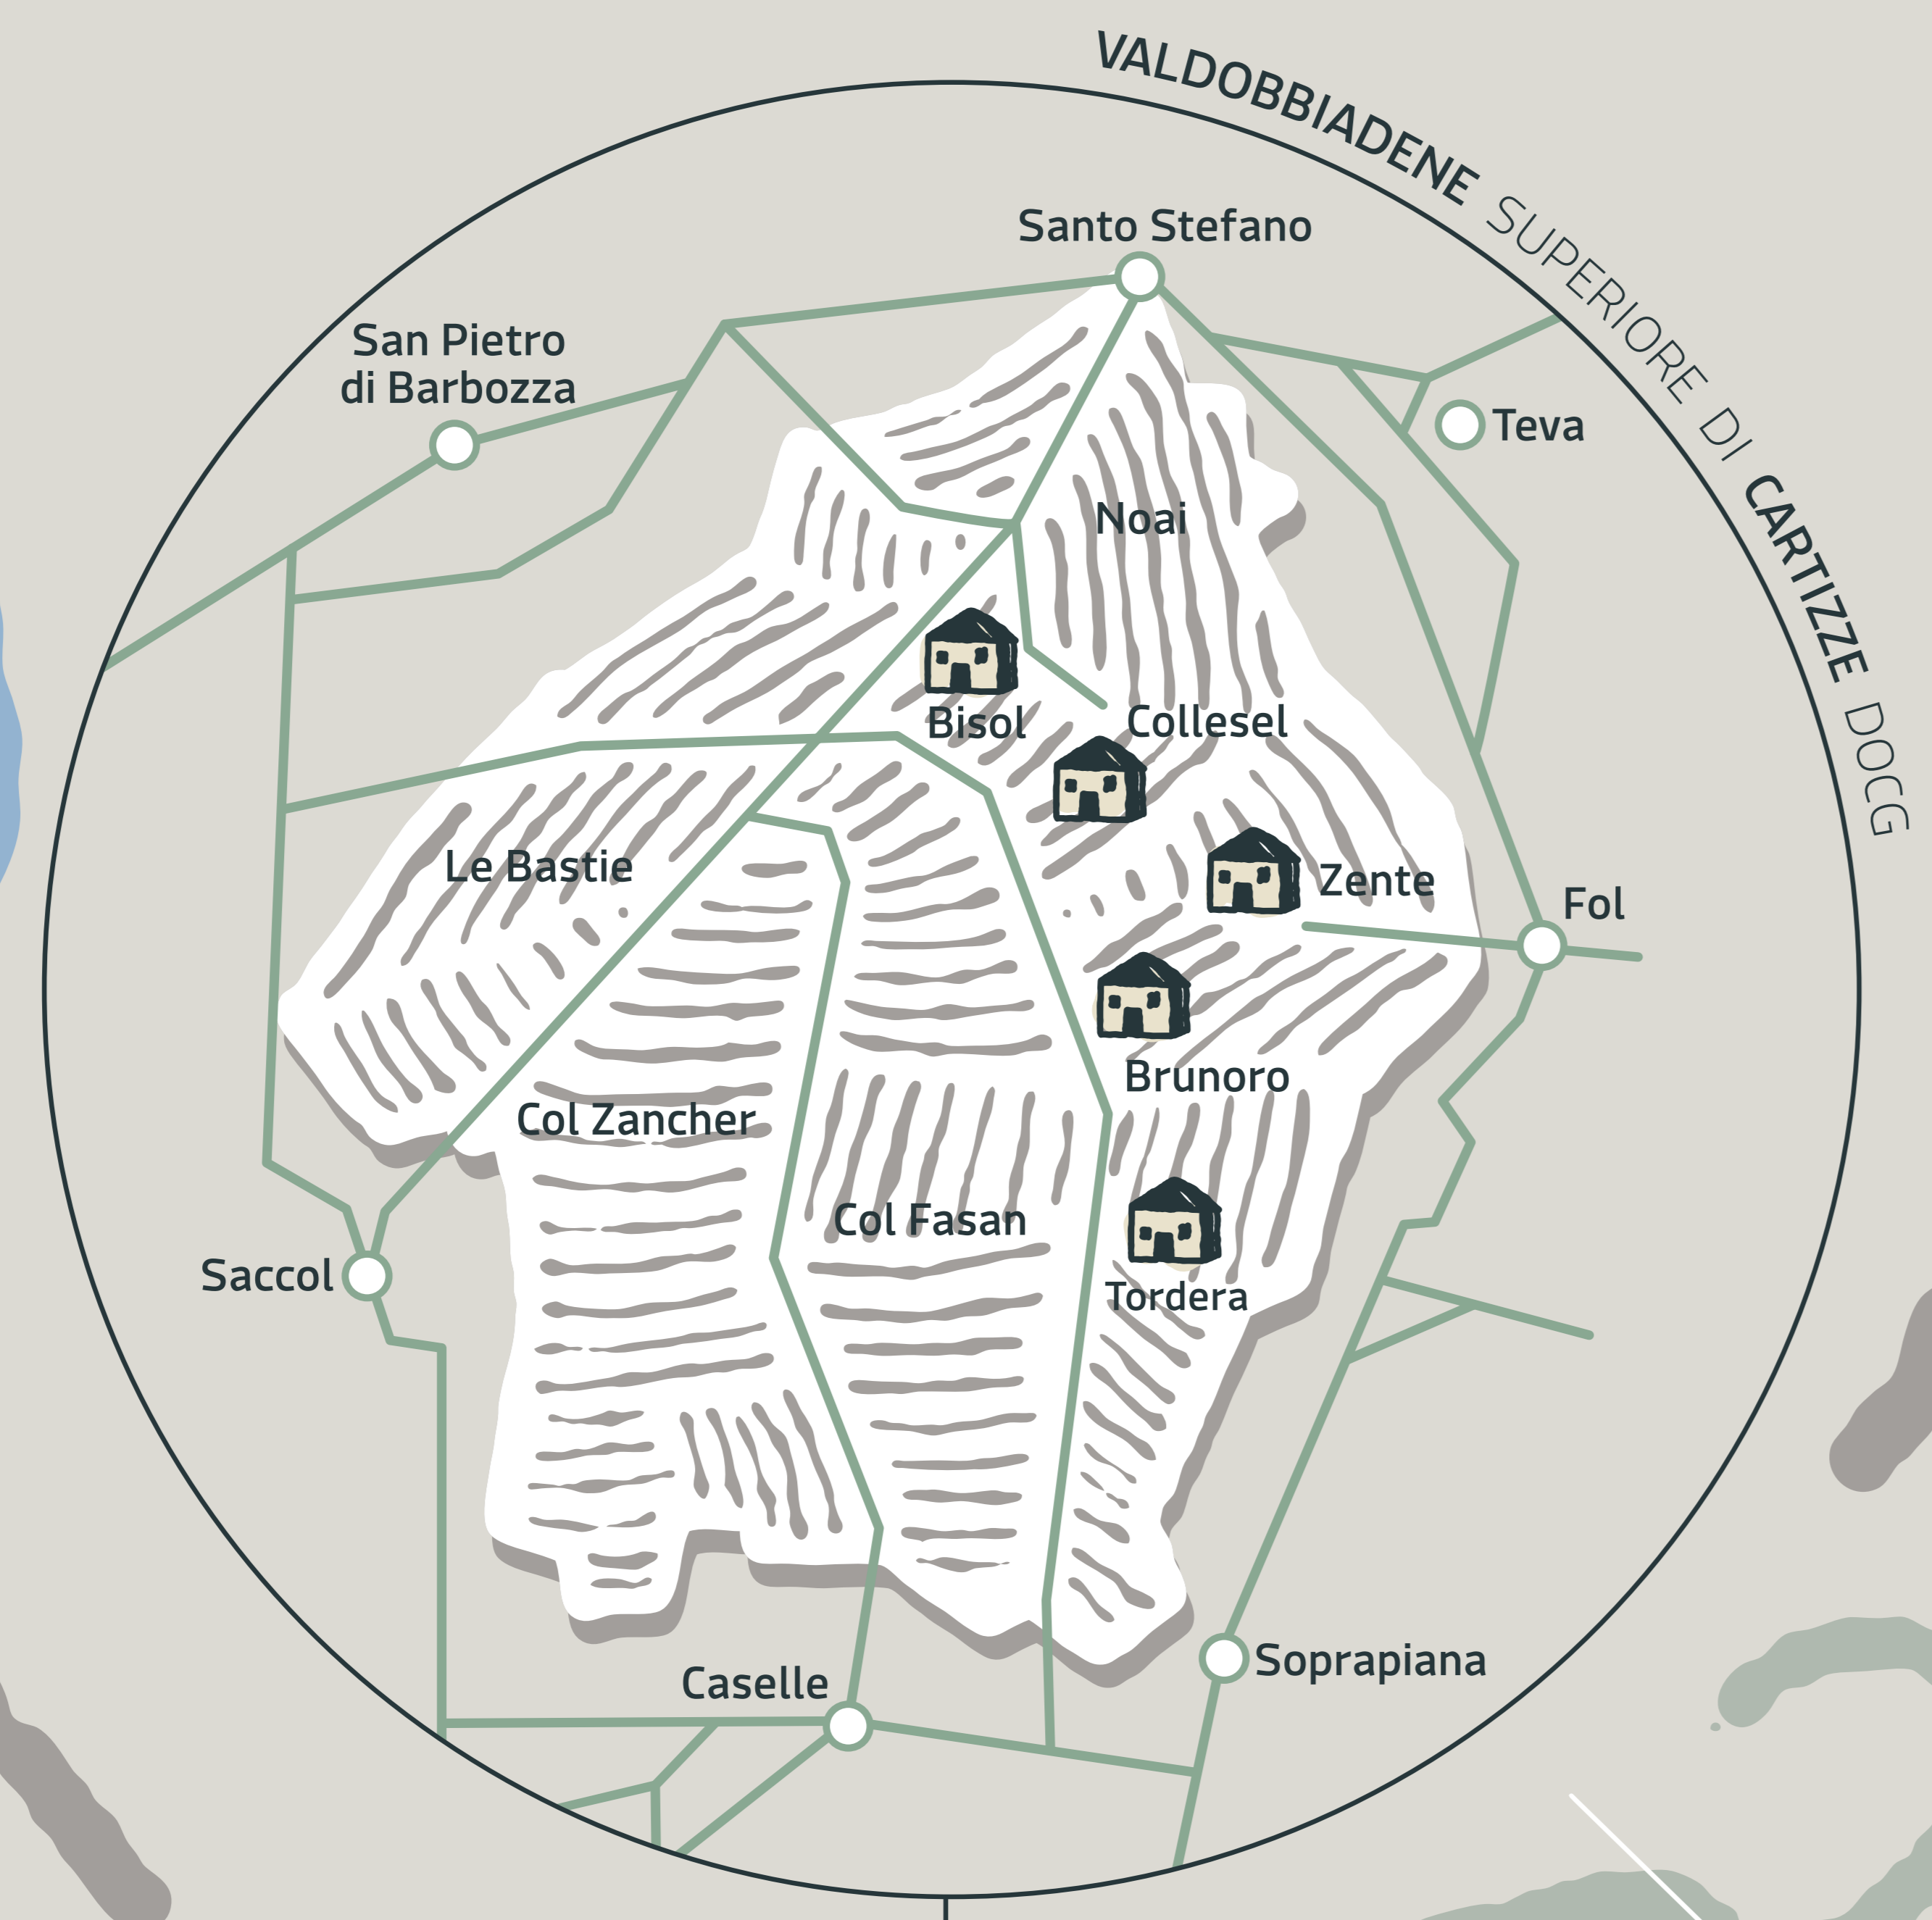 VALDOBBIADENE SUPERIORE DI CARTIZZE DOCG
Santo Stefano
San Pietro
di Barbozza
Teva
Noai
Bisol
Collesel
Le Bastie
Zente
Fol
Brunoro
Col Zancher
Col Fasan
Saccol
Tordera
Soprapiana
Caselle